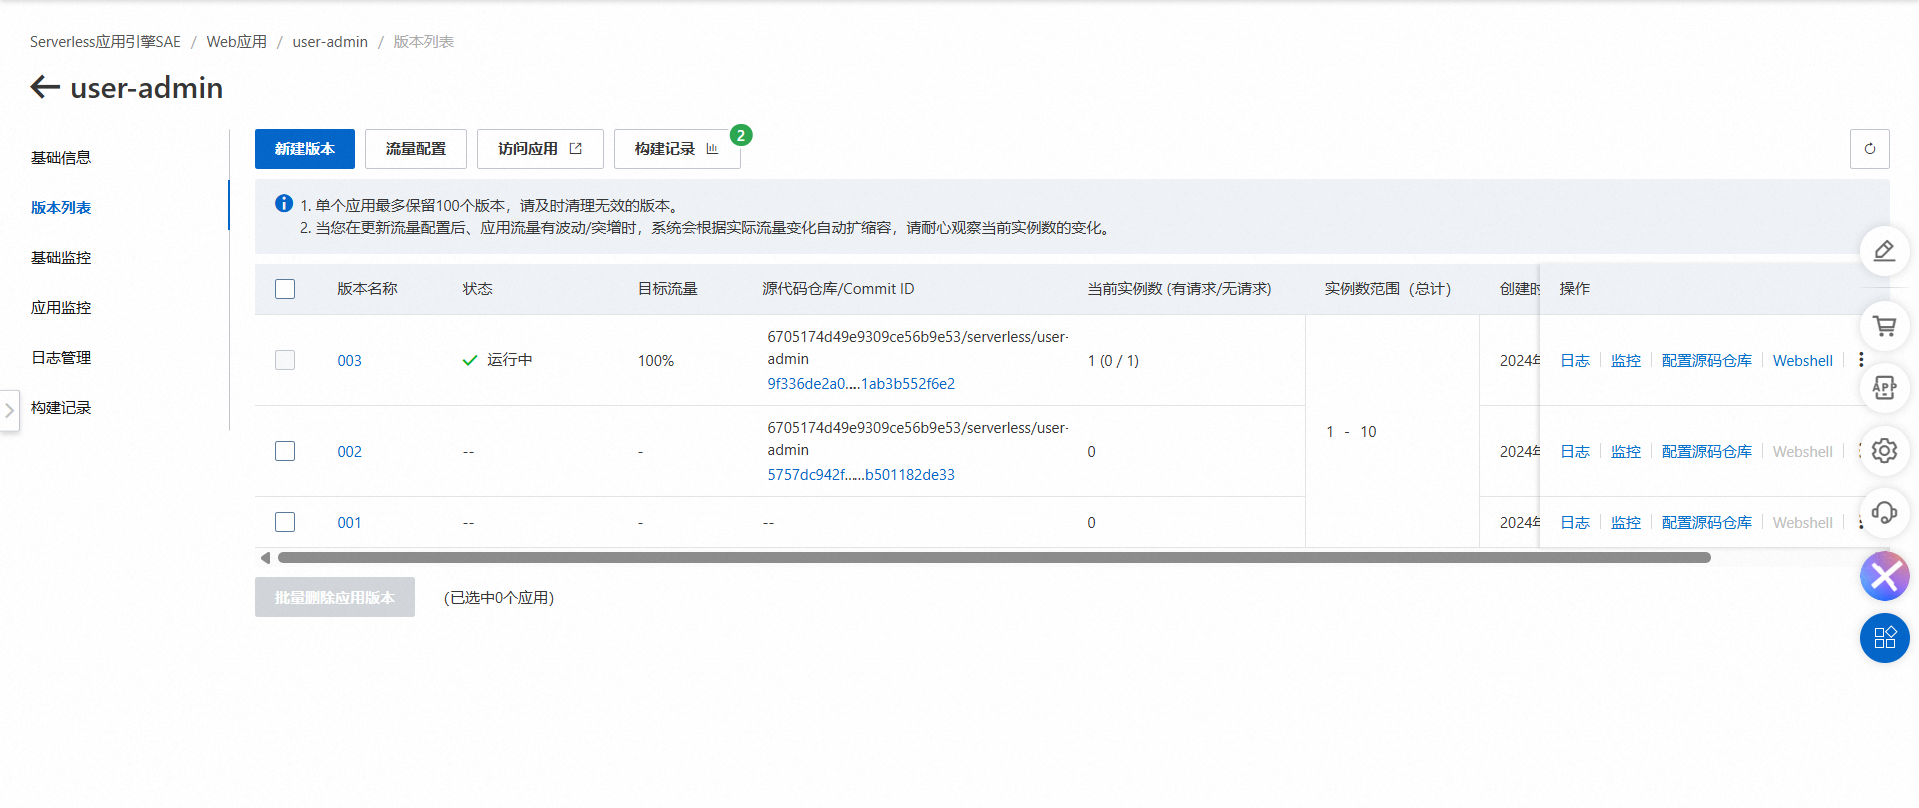 Serverless应用引擎SAE / Web应用 / user-admin / 版本列表
user-admin
基础信息
版本列表
基础监控
应用监控
日志管理
构建记录
新建版本 流量配置 访问应用 构建记录 2
1. 单个应用最多保留100个版本，请及时清理无效的版本。
2. 当您在更新流量配置后、应用流量有波动/突增时，系统会根据实际流量变化自动扩缩容，请耐心观察当前实例数的变化。
版本名称 状态 目标流量 源代码仓库/Commit ID 当前实例数 (有请求/无请求) 实例数范围（总计） 创建时 操作
003 运行中 100% 6705174d49e9309ce56b9e53/serverless/user-
admin
9f336de2a0....1ab3b552f6e2
1 (0 / 1) 2024年 日志 监控 配置源码仓库 Webshell
1 - 10
002 -- - 6705174d49e9309ce56b9e53/serverless/user-
admin
5757dc942f......b501182de33
0 2024年 日志 监控 配置源码仓库 Webshell
001 -- - -- 0 2024年 日志 监控 配置源码仓库 Webshell
批量删除应用版本 (已选中0个应用)
APP